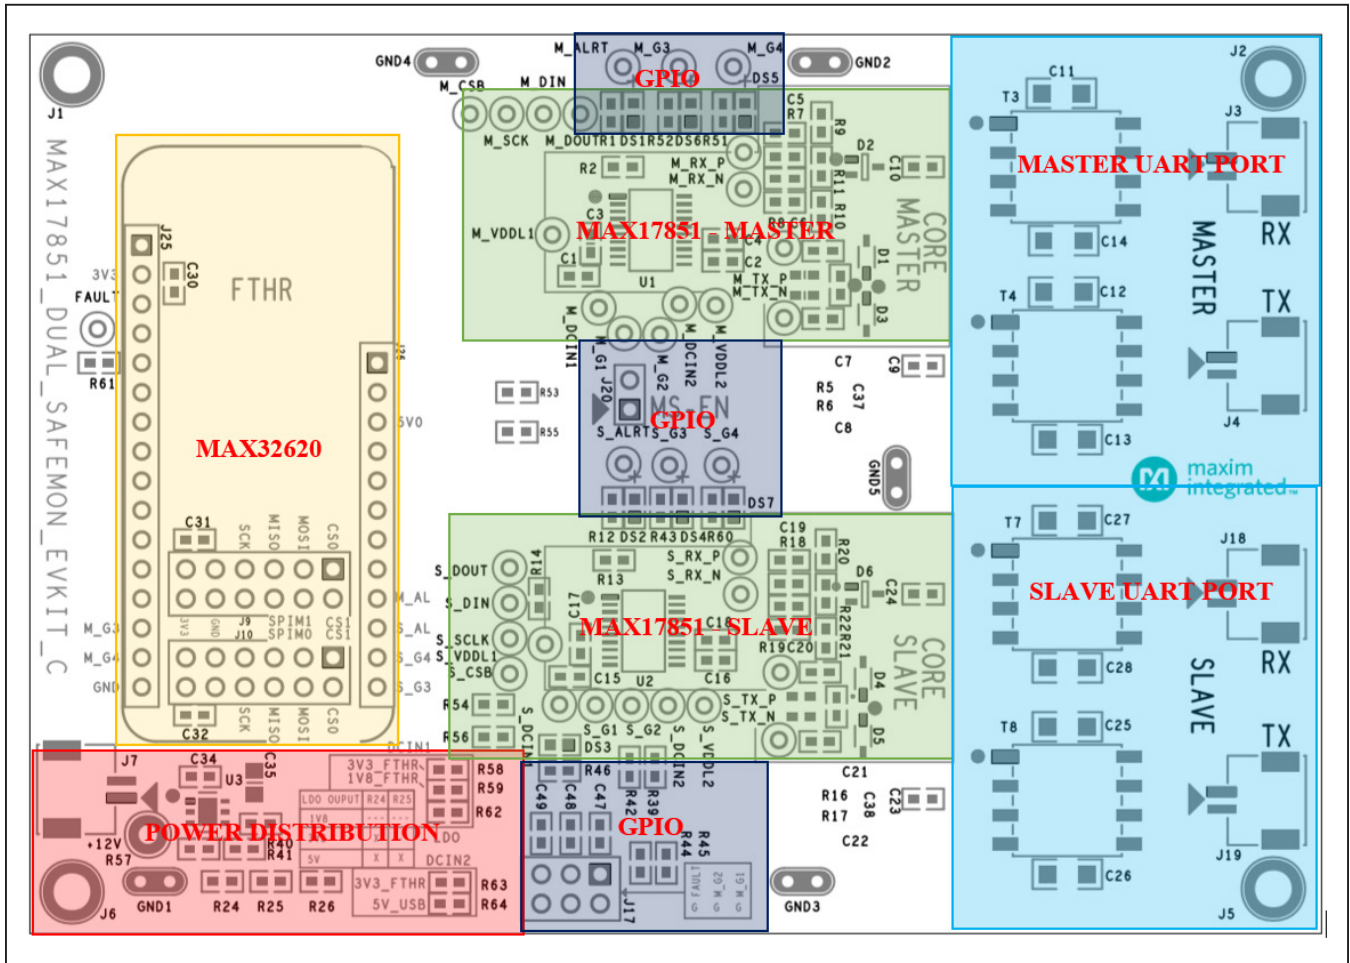 M_ALRT M_G3 M_G4
GND4
GND2
J2
J1
M_CSB M_DIN
GPIO
DS5
C11
T3
J3
M_SCK M_DOUT R1 DS1 R52 DS6 R51
C5
R7
R9
D2
C10
MASTER UART PORT
R2
M_RX_P
M_RX_N
R11
R10
CORE
MASTER
C3
M_VDDL1
MAX17851 - MASTER
R8 C6
C4
C2
C1
U1
D1
D3
M_TX_P
M_TX_N
C14
RX
MASTER
C12
T4
TX
C13
J4
MAX17851_DUAL_SAFEMON_EVKIT_C
J25
3V3
C30
FTHR
FAULT
R61
5V0
MAX32620
M_DCIN1
M_G1
M_G2
M_DCIN2
M_VDDL2
J20
MS-EN
GPIO
R53
R55
C7
R5
R6
C37
C8
C9
GND5
maxim
integrated™
S_ALRT S_G3 S_G4
DS7
R12 DS2 R43 DS4 R60
C31
SCK
MISO
MOSI
CS0
3V3
GND
J9 SPIM1 CS1
J10 SPIM0 CS1
M_AL
S_AL
S_G4
S_G3
M_G3
M_G4
GND
C32
SCK
MISO
MOSI
CS0
DCIN1
S_DOUT
S_DIN
S_SCLK
S_VDDL1
S_CSB
R14
R13
C17
S_RX_P
S_RX_N
C19
R18
R20
D6
C24
R22
R21
MAX17851 SLAVE
C18
R19 C20
C15
U2
C16
D4
D5
CORE
SLAVE
S_TX_P
S_TX_N
R54
R56
S_DCIN
S_G1
S_G2
S_DCIN2
S_VDDL2
T7
C27
J18
SLAVE UART PORT
C28
RX
SLAVE
T8
C25
TX
C26
J19
J5
J7
C34
U3
C35
3V3_FTHR
1V8_FTHR
R58
R59
R62
LDO OUPUT R24 R25
1V8 --- ---
X
5V X X
POWER DISTRIBUTION
LDO
+12V
R57
R40
R41
DCIN2
3V3_FTHR
5V_USB
R63
R64
J6
GND1
R24
R25
R26
DS3
R46
C49
C48
C47
R42
R39
GPIO
R44
R45
J17
G FAULT
G M_G2
G M_G1
GND3
C21
R16
R17
C38
C22
C23